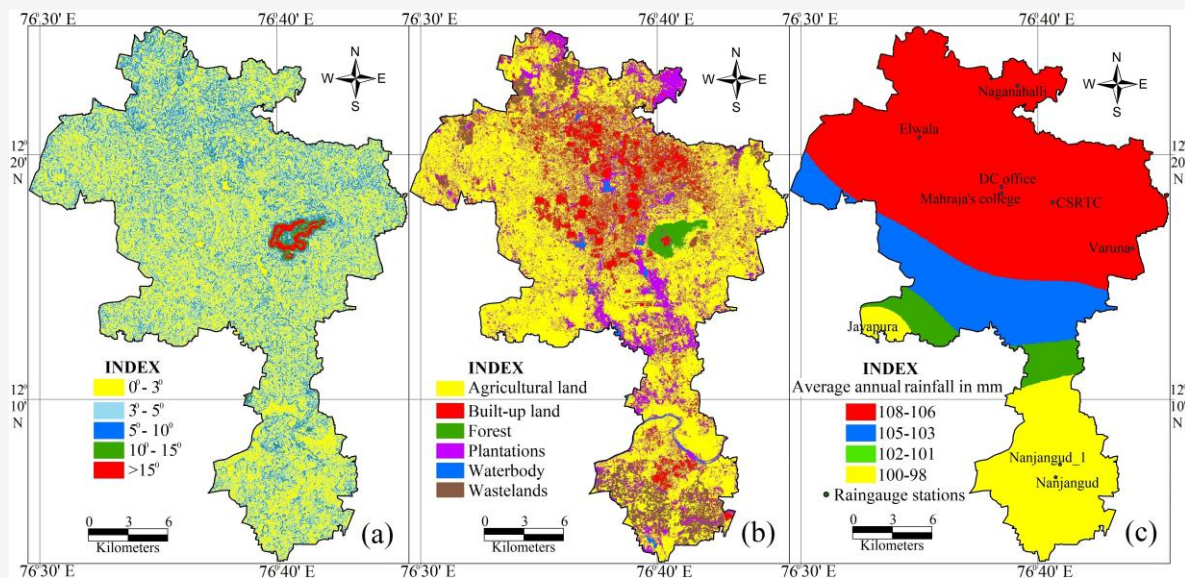 76°30' E
76°40' E
76°30' E
76°40' E
76°30' E
76°40' E
N
W E
S
12°
20'
N
12°
10'
N
INDEX
0° - 3°
3° - 5°
5° - 10°
10° - 15°
>15°
0 3 6
Kilometers
(a)
76°30' E
76°40' E
N
W E
S
INDEX
Agricultural land
Built-up land
Forest
Plantations
Waterbody
Wastelands
0 3 6
Kilometers
(b)
76°30' E
76°40' E
N
W E
S
12°
20'
N
12°
10'
N
Naganahalli
Elwala
DC office
Mahraja's college
CSRTC
Varuna
Jayapura
INDEX
Average annual rainfall in mm
108-106
105-103
102-101
100-98
Raingauge stations
Nanjangud_1
Nanjangud
0 3 6
Kilometers
(c)
76°30' E
76°40' E